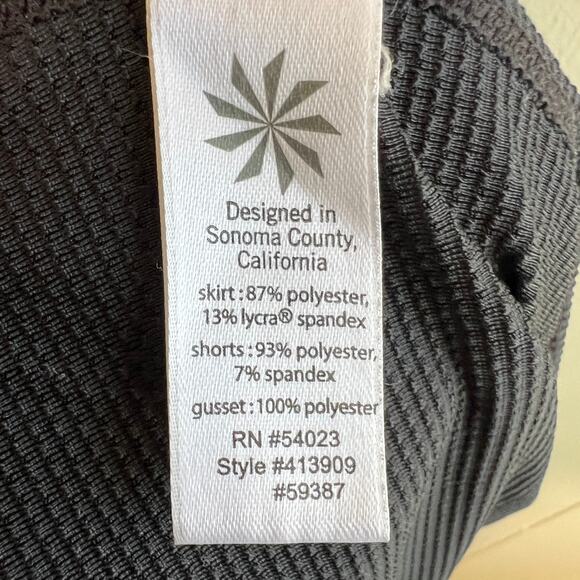 Designed in
Sonoma County,
California
skirt:87% polyester,
13% lycra® spandex
shorts:93% polyester,
7% spandex
gusset:100% polyester
RN #54023
Style #413909
#59387